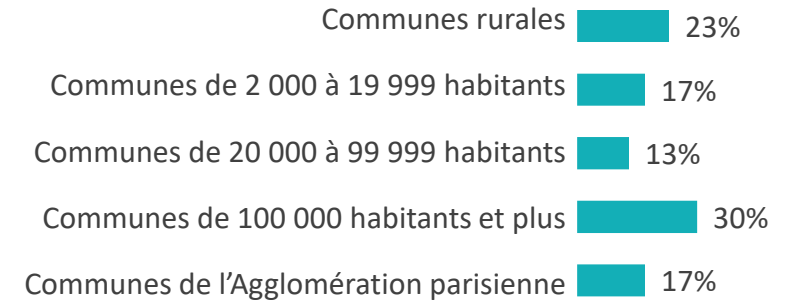 Communes rurales 23%
Communes de 2 000 à 19 999 habitants 17%
Communes de 20 000 à 99 999 habitants 13%
Communes de 100 000 habitants et plus 30%
Communes de l’Agglomération parisienne 17%